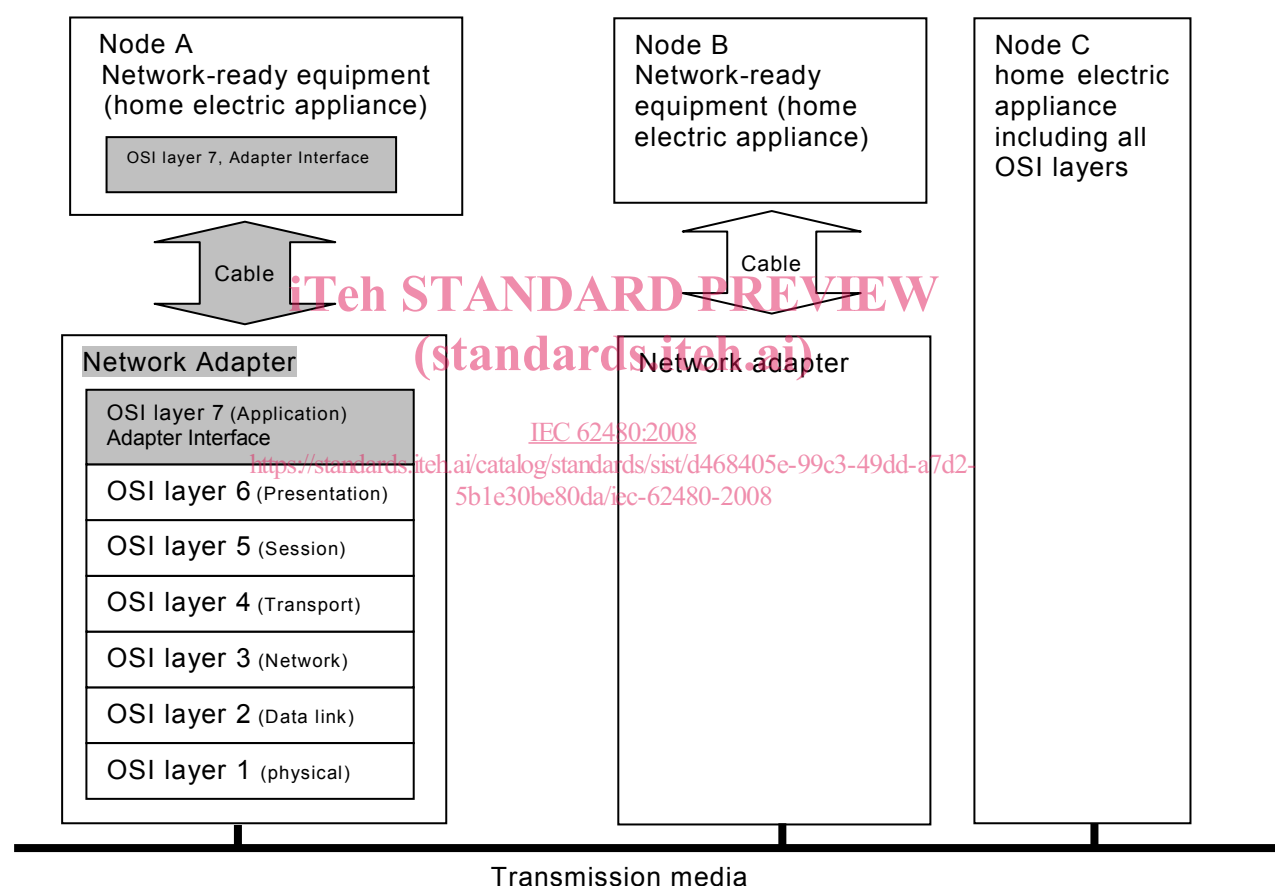 Node A
Network-ready equipment
(home electric appliance)
OSI layer 7, Adapter Interface
Cable
Network Adapter
OSI layer 7 (Application)
Adapter Interface
OSI layer 6 (Presentation)
OSI layer 5 (Session)
OSI layer 4 (Transport)
OSI layer 3 (Network)
OSI layer 2 (Data link)
OSI layer 1 (physical)
Node B
Network-ready
equipment (home
electric appliance)
Cable
Network adapter
Node C
home electric
appliance
including all
OSI layers
Transmission media
iTeh STANDARD PREVIEW
(standards.iteh.ai)
IEC 62480:2008
https://standards.iteh.ai/catalog/standards/sist/d468405e-99c3-49dd-a7d2-
5b1e30be80da/iec-62480-2008